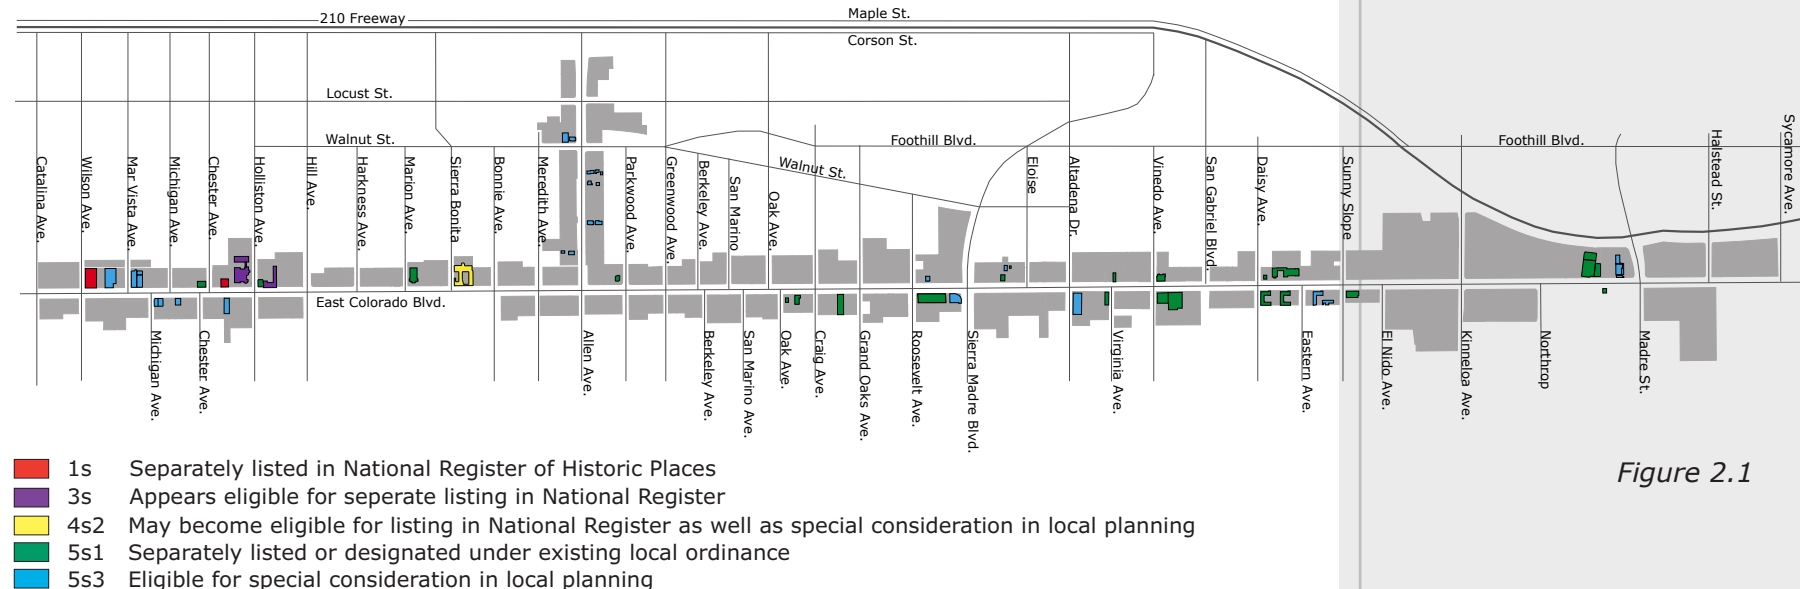 210 Freeway
Maple St.
Corson St.
Locust St.
Walnut St.
Foothill Blvd.
Foothill Blvd.
Walnut St.
Catalina Ave.
Wilson Ave.
Mar Vista Ave.
Michigan Ave.
Chester Ave.
Holliston Ave.
Hill Ave.
Harkness Ave.
Marion Ave.
Sierra Bonita
Bonnie Ave.
Meredith Ave.
Parkwood Ave.
Greenwood Ave.
Berkeley Ave.
San Marino
Oak Ave.
Eloise
Altadena Dr.
Vinedo Ave.
San Gabriel Blvd.
Daisy Ave.
Sunny Slope
Halstead St.
Sycamore Ave.
East Colorado Blvd.
Michigan Ave.
Chester Ave.
Allen Ave.
Berkeley Ave.
San Marino Ave.
Oak Ave.
Craig Ave.
Grand Oaks Ave.
Roosevelt Ave.
Sierra Madre Blvd.
Virginia Ave.
Eastern Ave.
El Nido Ave.
Kinneloa Ave.
Northrop
Madre St.
1s Separately listed in National Register of Historic Places
3s Appears eligible for seperate listing in National Register
4s2 May become eligible for listing in National Register as well as special consideration in local planning
5s1 Separately listed or designated under existing local ordinance
5s3 Eligible for special consideration in local planning
Figure 2.1